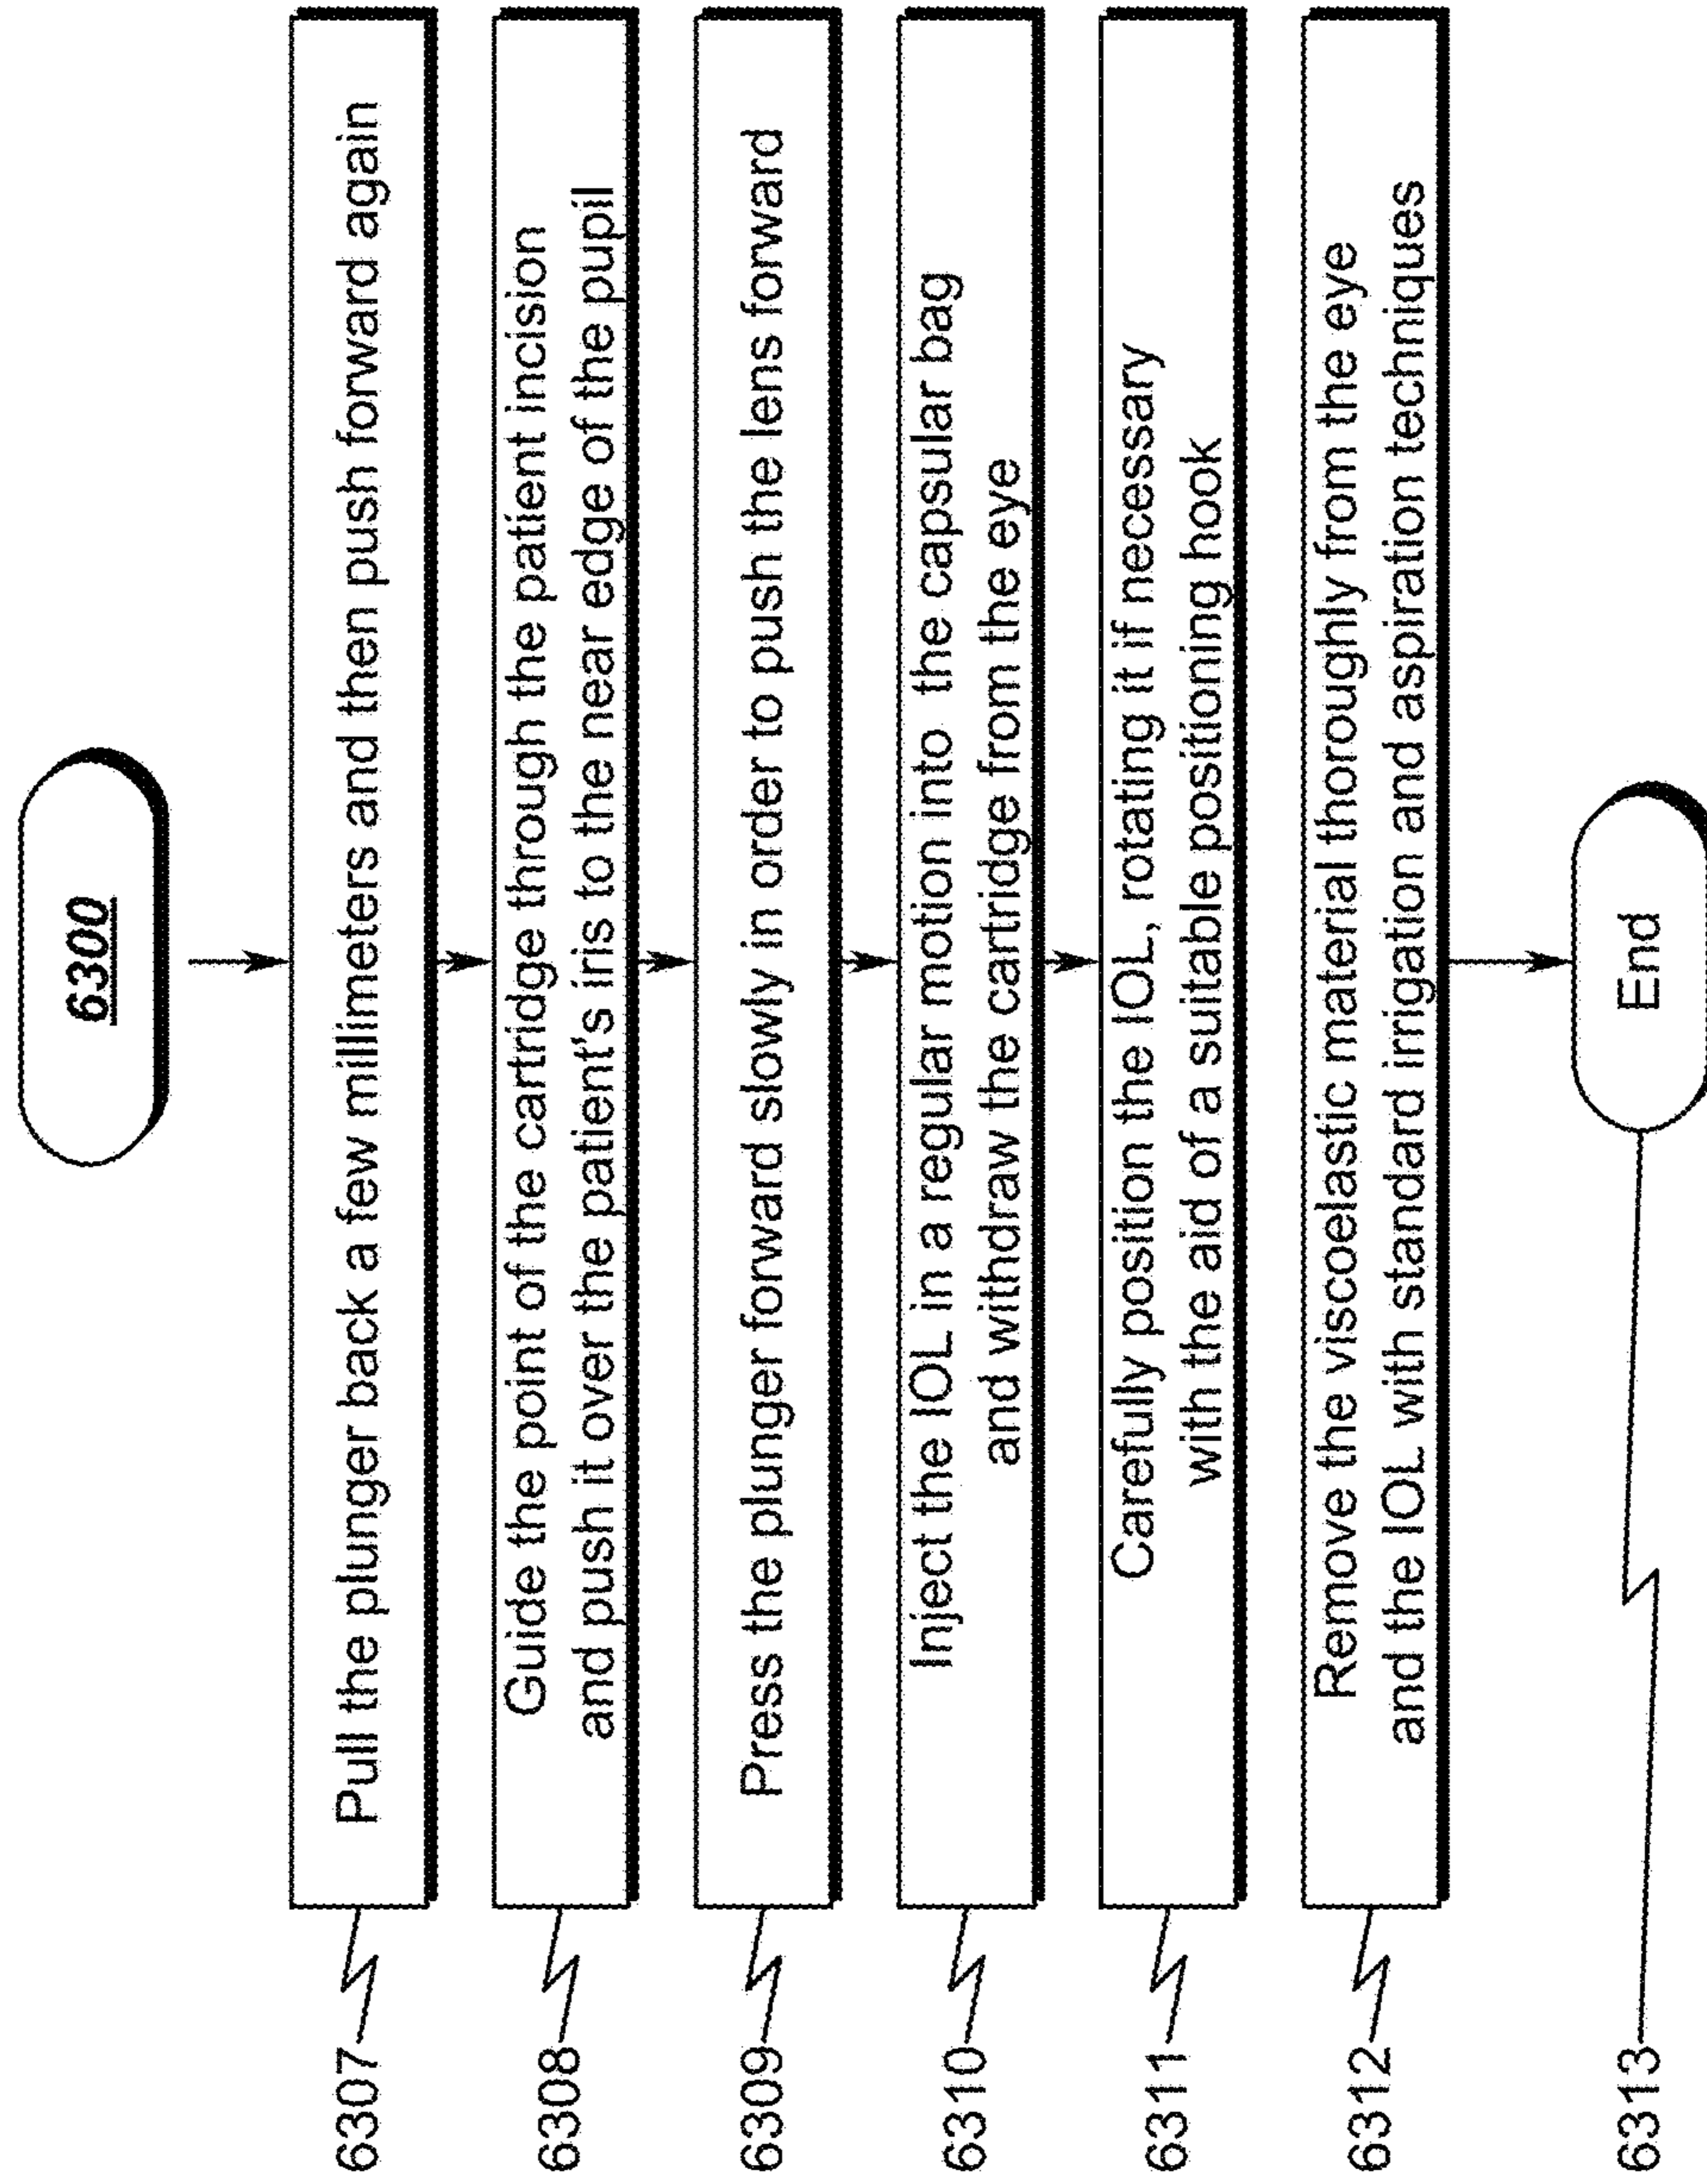 6300
6307
Pull the plunger back a few millimeters and then push forward again
6308
Guide the point of the cartridge through the patient incision
and push it over the patient's iris to the near edge of the pupil
6309
Press the plunger forward slowly in order to push the lens forward
6310
Inject the IOL in a regular motion into the capsular bag
and withdraw the cartridge from the eye
6311
Carefully position the IOL, rotating it if necessary
with the aid of a suitable positioning hook
6312
Remove the viscoelastic material thoroughly from the eye
and the IOL with standard irrigation and aspiration techniques
6313
End